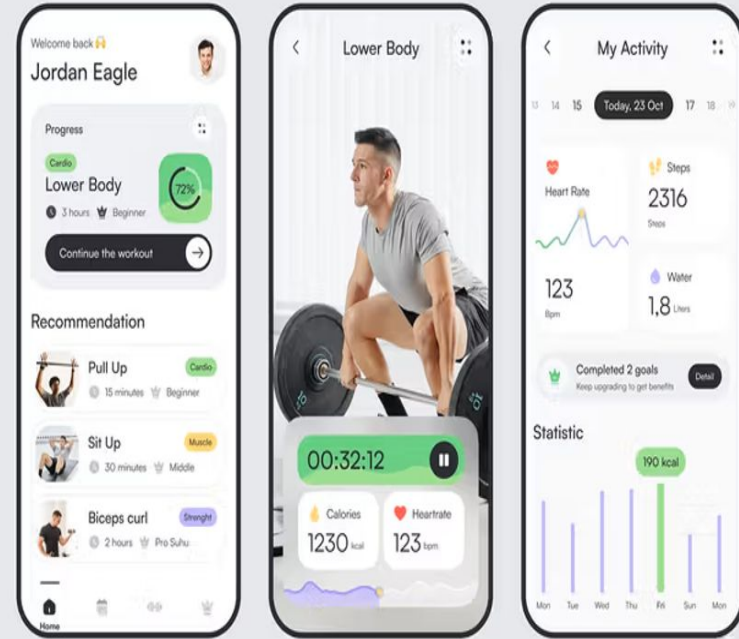 Welcome back
Jordan Eagle
Progress
Cardio
Lower Body
72%
3 hours Beginner
Continue the workout
Recommendation
Pull Up
Cardio
15 minutes Beginner
Sit Up
Muscle
30 minutes Middle
Biceps curl
Strenght
2 hours Pro Suhu
Home
Lower Body
00:32:12
Calories
1230 kcal
Heartrate
123 bpm
My Activity
13 14 15 Today, 23 Oct 17 18 19
Heart Rate
123
Bpm
Steps
2316
Steps
Water
1,8 Liters
Completed 2 goals
Keep upgrading to get benefits
Detail
Statistic
190 kcal
Mon Tue Wed Thu Fri Sun Mon